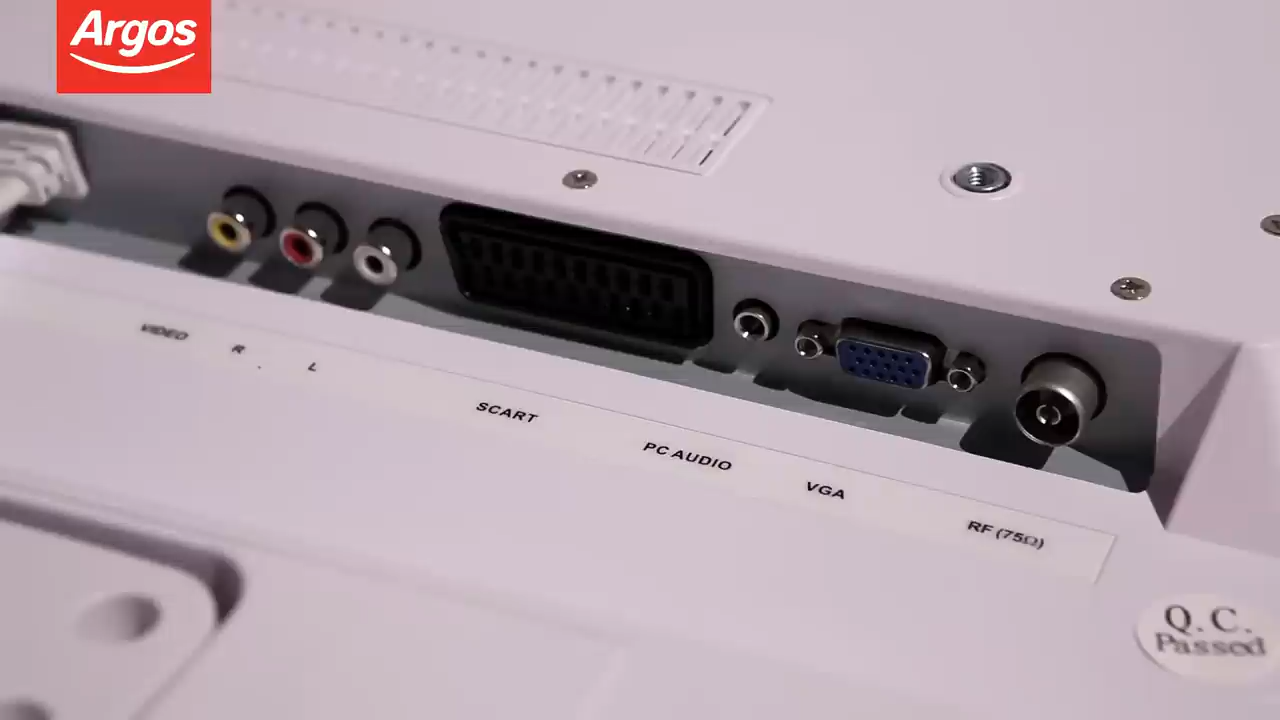 Argos
VIDEO R L
SCART
PC AUDIO
VGA
RF (75Ω)
Q.C.
Passed